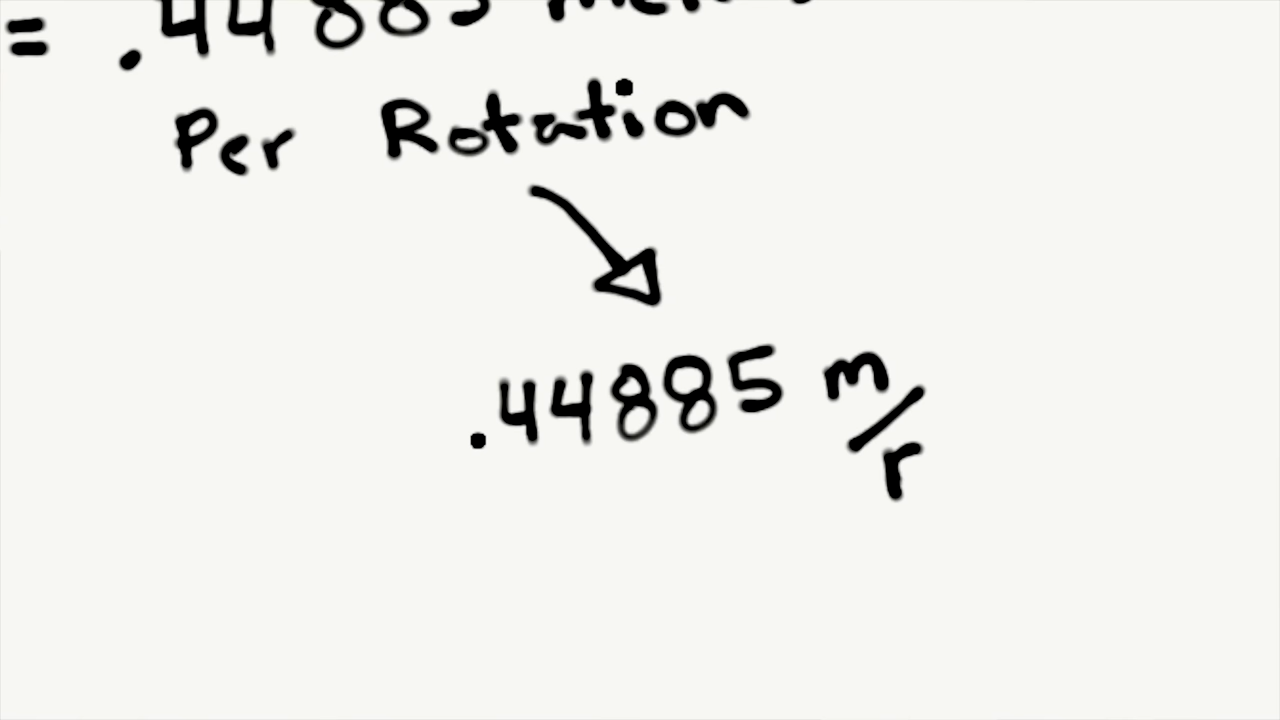 = .44885
Per Rotation
.44885 m/r